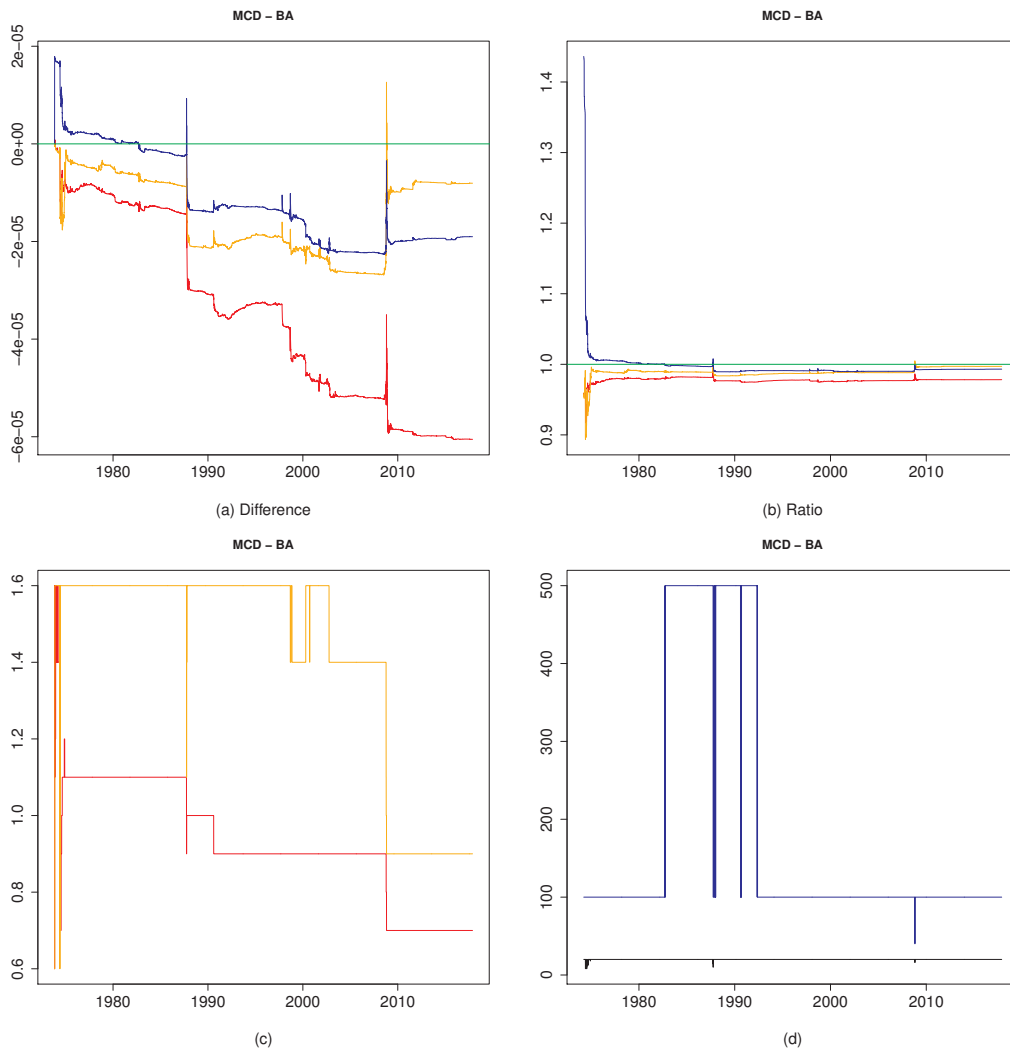 MCD − BA
2e−05
0e+00
−2e−05
−4e−05
−6e−05
1980 1990 2000 2010
(a) Difference
MCD − BA
1.4
1.3
1.2
1.1
1.0
0.9
1980 1990 2000 2010
(b) Ratio
MCD − BA
1.6
1.4
1.2
1.0
0.8
0.6
1980 1990 2000 2010
(c)
MCD − BA
500
400
300
200
100
0
1980 1990 2000 2010
(d)